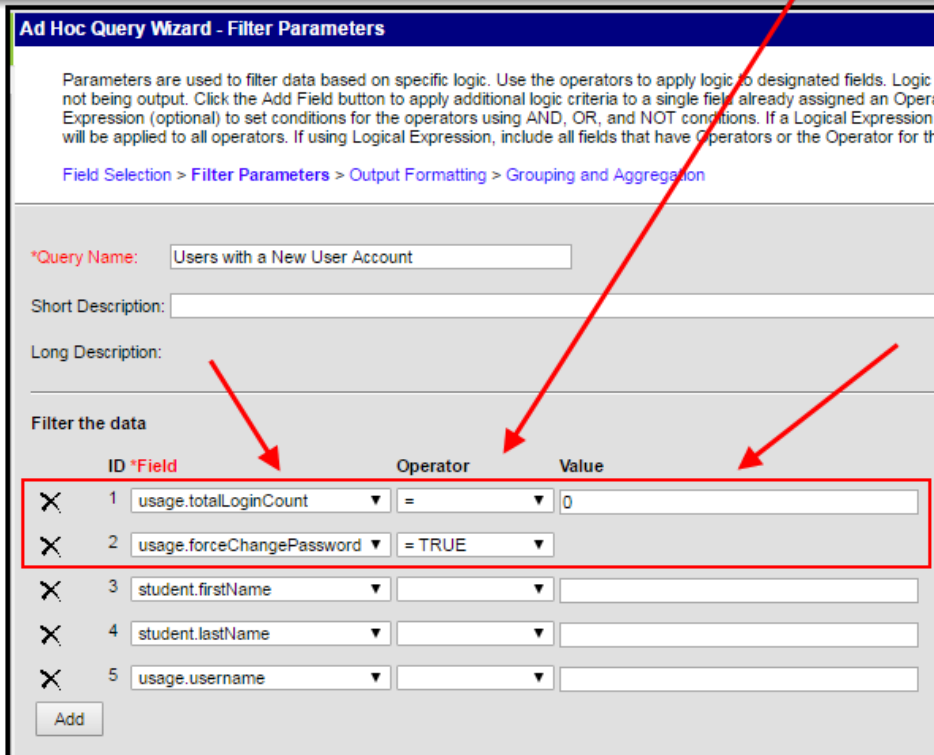 Ad Hoc Query Wizard - Filter Parameters
Parameters are used to filter data based on specific logic. Use the operators to apply logic to designated fields. Logic
not being output. Click the Add Field button to apply additional logic criteria to a single field already assigned an Opera
Expression (optional) to set conditions for the operators using AND, OR, and NOT conditions. If a Logical Expression
will be applied to all operators. If using Logical Expression, include all fields that have Operators or the Operator for th
Field Selection > Filter Parameters > Output Formatting > Grouping and Aggregation
*Query Name: Users with a New User Account
Short Description:
Long Description:
Filter the data
ID *Field Operator Value
1 usage.totalLoginCount = 0
2 usage.forceChangePassword = TRUE
3 student.firstName
4 student.lastName
5 usage.username
Add